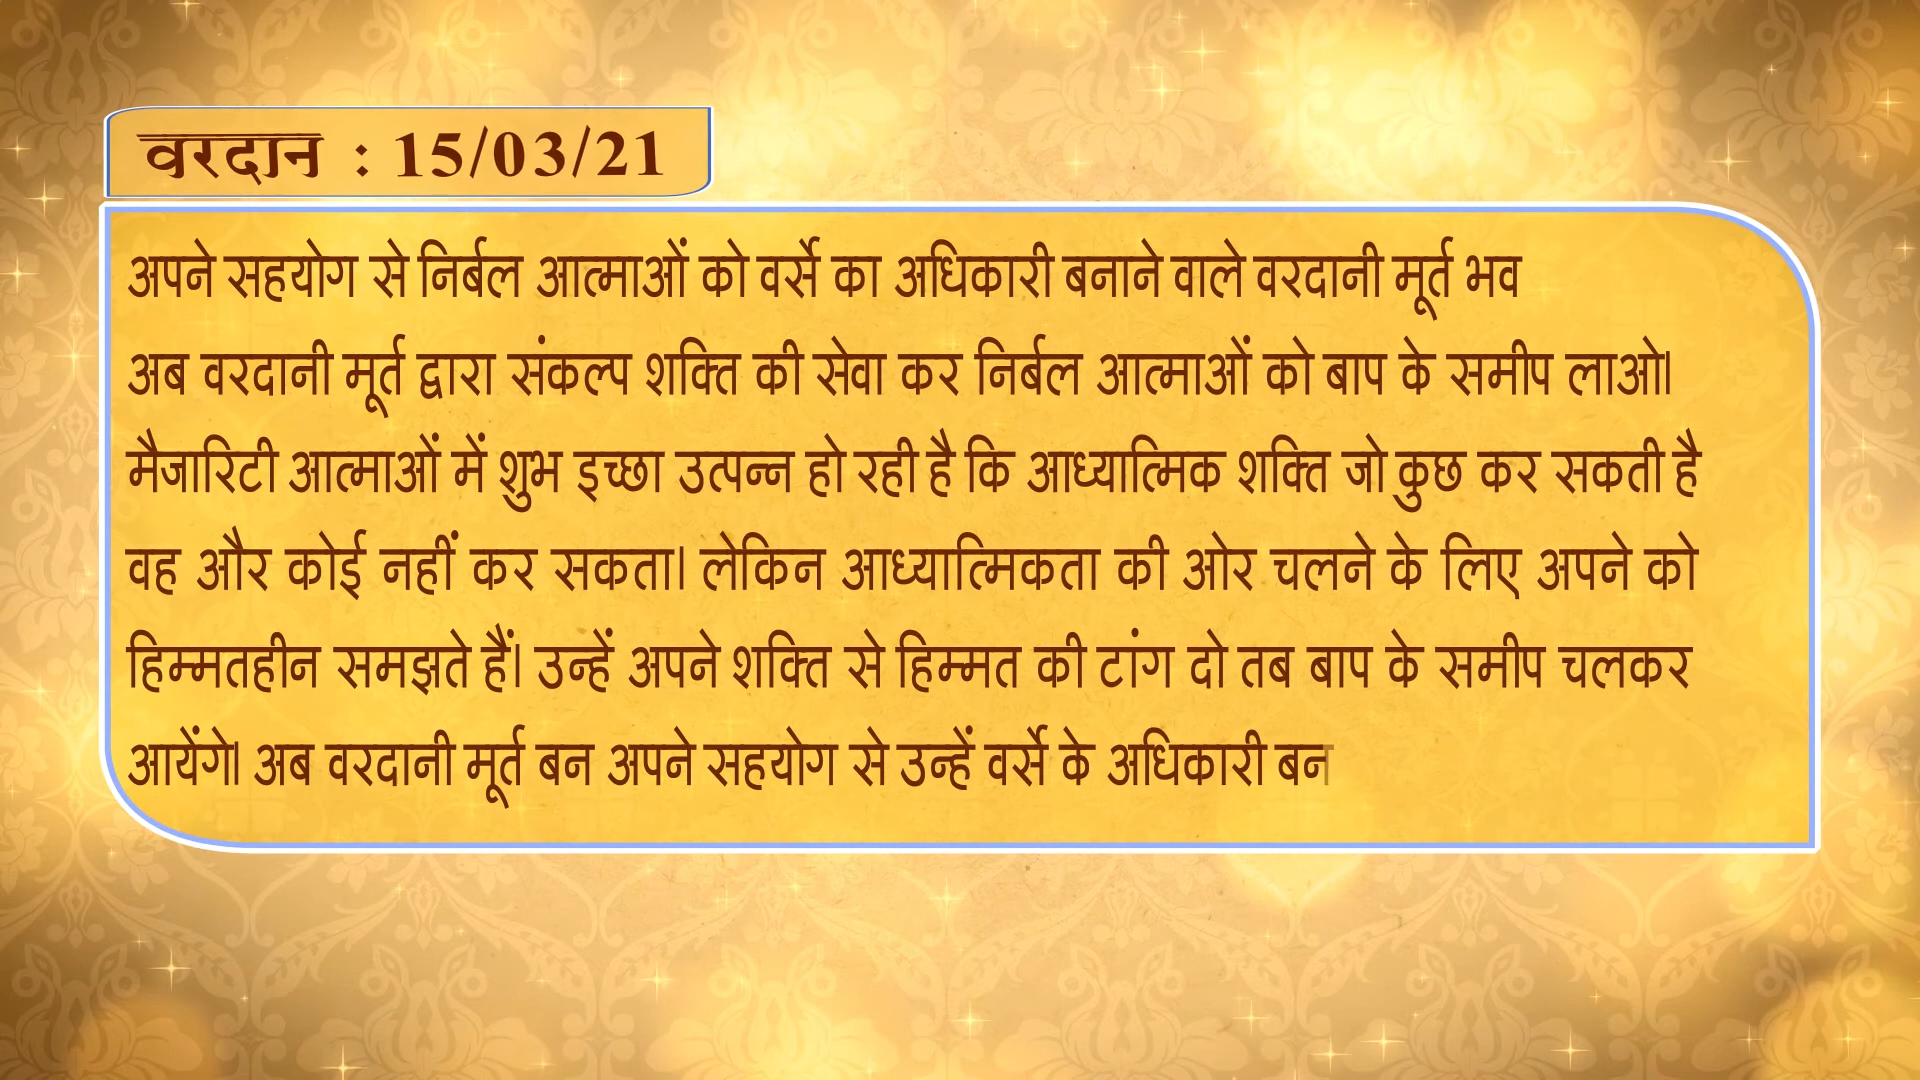 वरदान : 15/03/21
अपने सहयोग से निर्बल आत्माओं को वर्से का अधिकारी बनाने वाले वरदानी मूर्त भव
अब वरदानी मूर्त द्वारा संकल्प शक्ति की सेवा कर निर्बल आत्माओं को बाप के समीप लाओ।
मैजारिटी आत्माओं में शुभ इच्छा उत्पन्न हो रही है कि आध्यात्मिक शक्ति जो कुछ कर सकती है
वह और कोई नहीं कर सकता। लेकिन आध्यात्मिकता की ओर चलने के लिए अपने को
हिम्मतहीन समझते हैं। उन्हें अपने शक्ति से हिम्मत की टांग दो तब बाप के समीप चलकर
आयेंगे। अब वरदानी मूर्त बन अपने सहयोग से उन्हें वर्से के अधिकारी बन